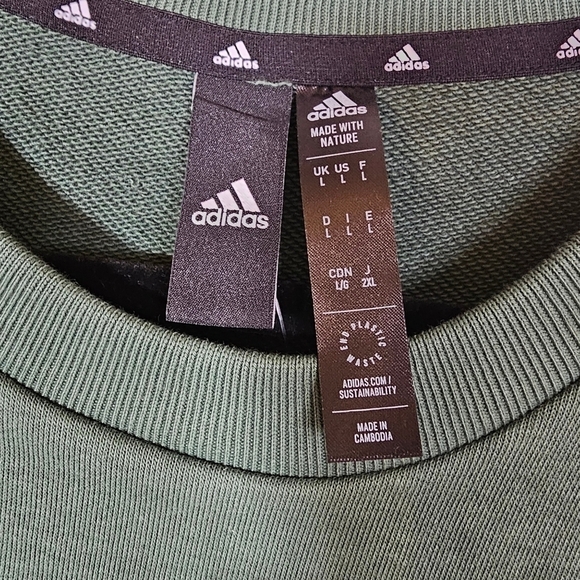 adidas
adidas
adidas
adidas
adidas
adidas
MADE WITH
NATURE
UK US F
L L L
D I E
L L L
CDN J
L/G 2XL
END PLASTIC
WASTE
ADIDAS.COM/
SUSTAINABILITY
MADE IN
CAMBODIA